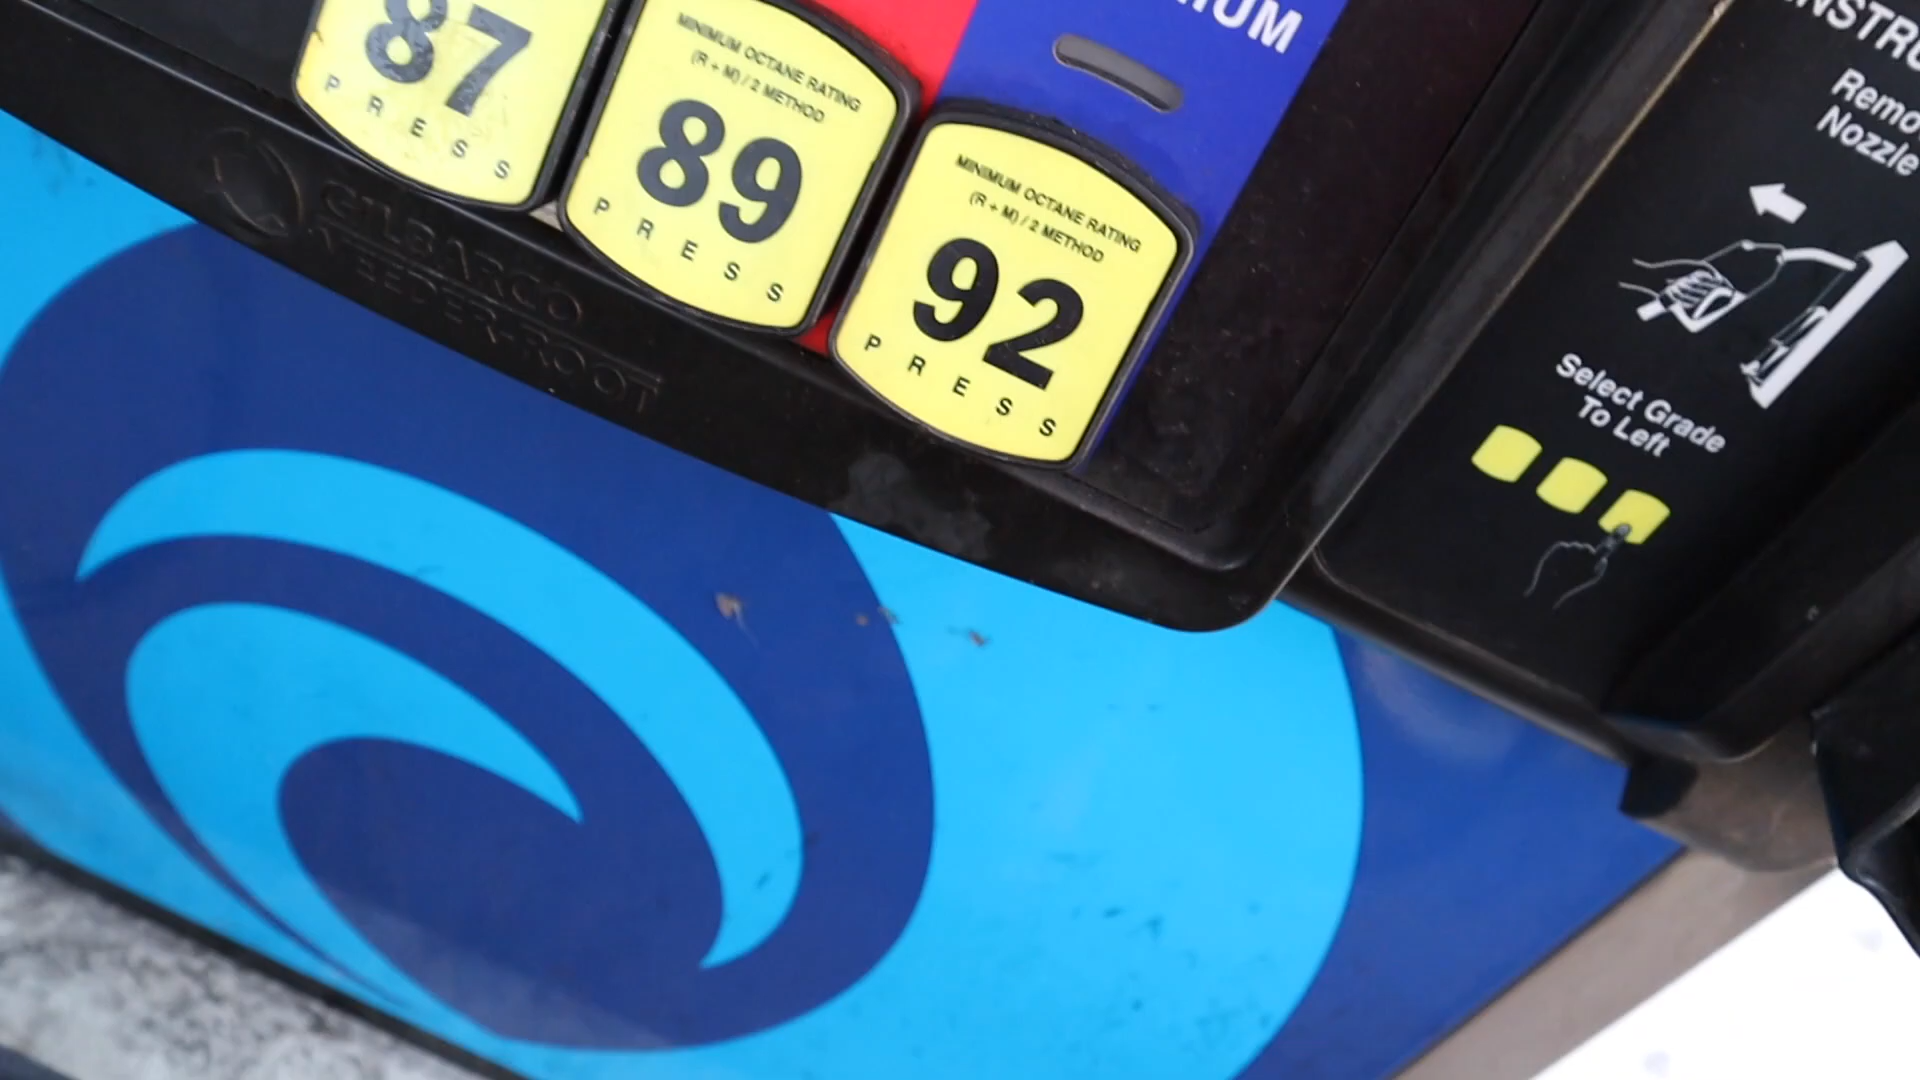 87
PRESS
MINIMUM OCTANE RATING
(R + M) / 2 METHOD
89
PRESS
MINIMUM OCTANE RATING
(R + M) / 2 METHOD
92
PRESS
GILBARCO
VEEDER-ROOT
Nozzle
Select Grade
To Left